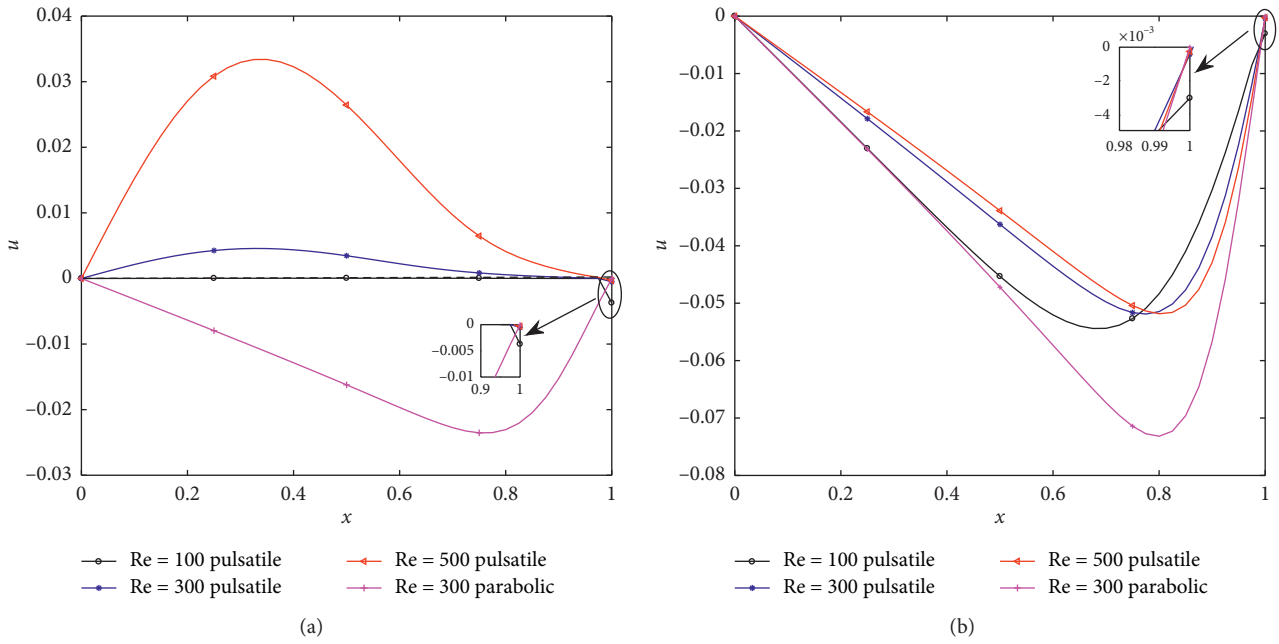 0.04
0.03
0.02
0.01
0
−0.01
−0.02
−0.03
u
0
−0.005
−0.01
0.9
1
0
0.2
0.4
0.6
0.8
1
x
Re = 100 pulsatile
Re = 300 pulsatile
Re = 500 pulsatile
Re = 300 parabolic
(a)
0
−0.01
−0.02
−0.03
−0.04
−0.05
−0.06
−0.07
−0.08
u
×10⁻³
0
−2
−4
0.98
0.99
1
0
0.2
0.4
0.6
0.8
1
x
Re = 100 pulsatile
Re = 300 pulsatile
Re = 500 pulsatile
Re = 300 parabolic
(b)